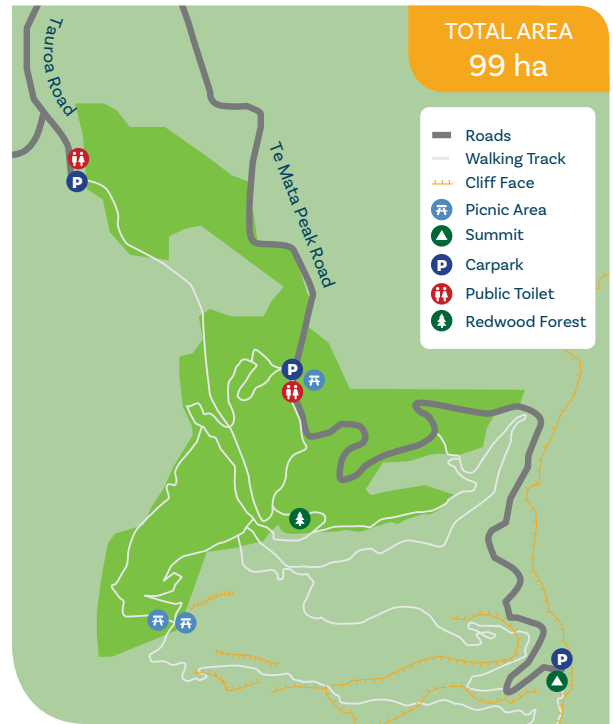 TOTAL AREA
99 ha
Tauroa Road
Te Mata Peak Road
Roads
Walking Track
Cliff Face
Picnic Area
Summit
P Carpark
Public Toilet
Redwood Forest
P
P
P